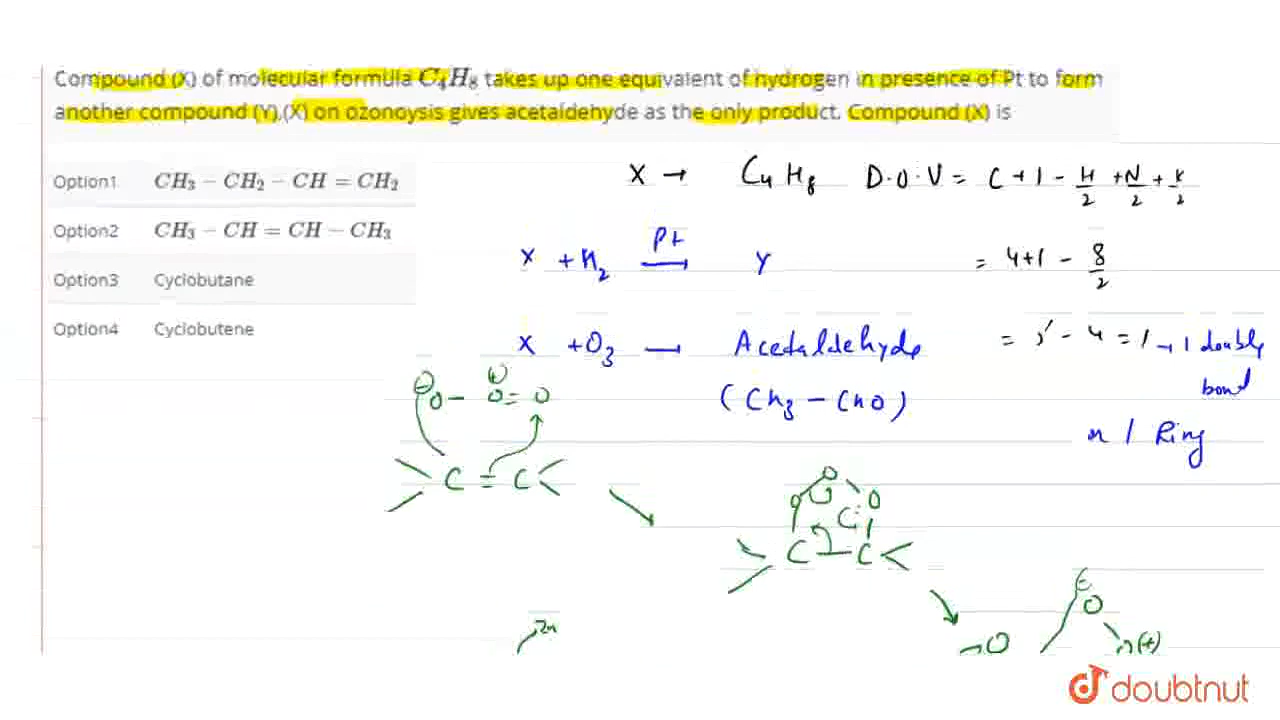 Compound (X) of molecular formula C₄H₈ takes up one equivalent of hydrogen in presence of Pt to form
another compound (Y),(X) on ozonoysis gives acetaldehyde as the only product. Compound (X) is
Option1 CH₃ − CH₂ − CH = CH₂
Option2 CH₃ − CH = CH − CH₃
Option3 Cyclobutane
Option4 Cyclobutene
X → C₄H₈ D.O.U = C + 1 − H/2 + N/2 + X/2
X + H₂ Pt → Y
= 4+1 − 8/2
X + O₃ → Acetaldehyde
(CH₃ − CHO)
= 5 − 4 = 1 → 1 double
bond
1 Ring
O − O = O
C = C
O O O
C − C
O
O
doubtnut